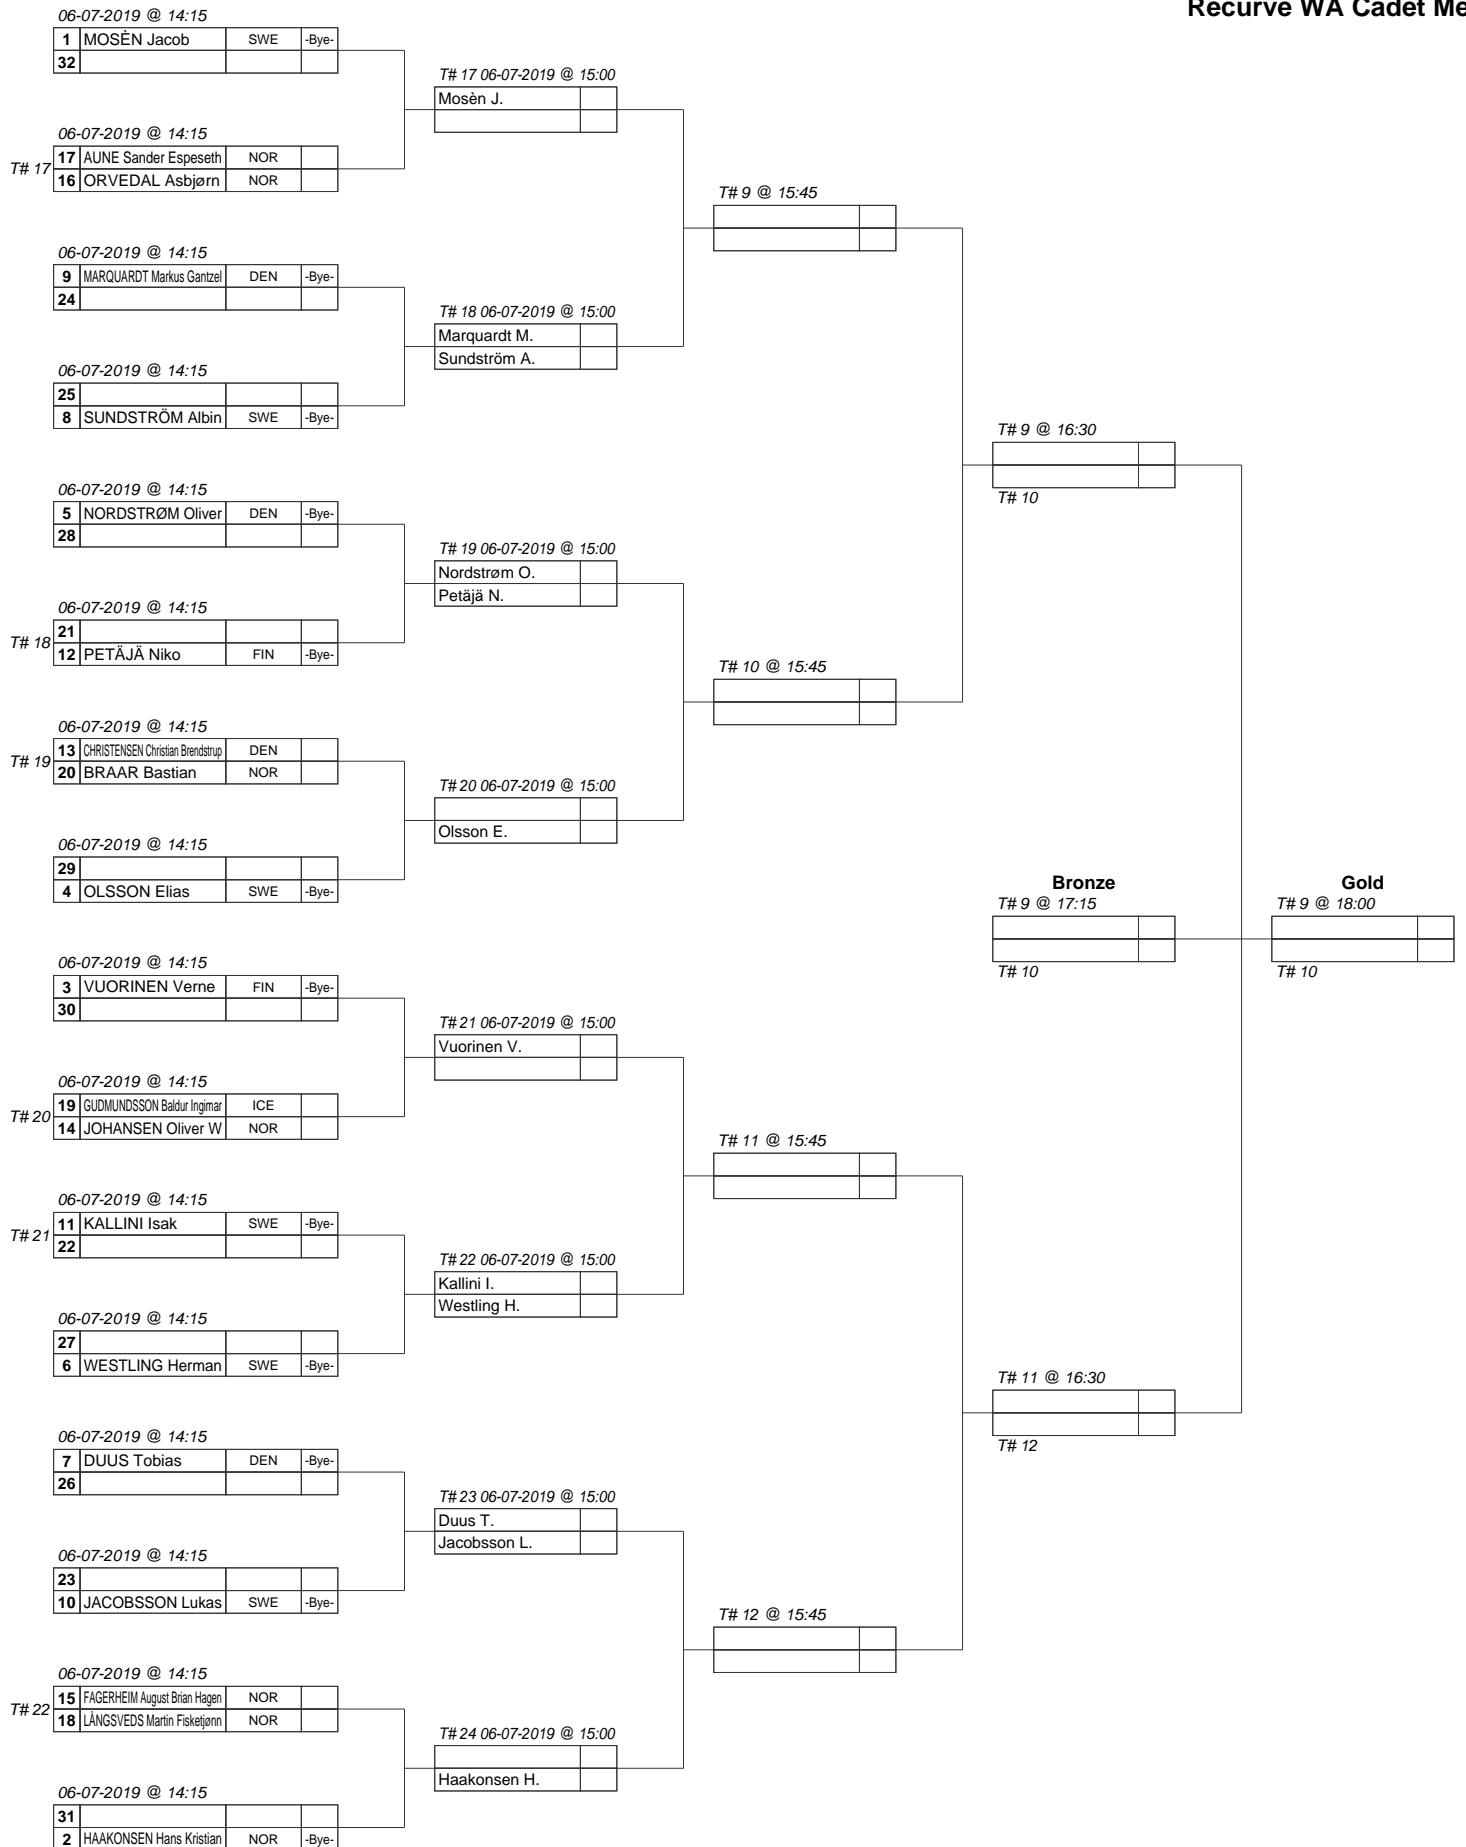 Recurve WA Cadet Me
06-07-2019 @ 14:15
1 MOSÈN Jacob SWE -Bye-
32
T# 17 06-07-2019 @ 15:00
Mosèn J.
06-07-2019 @ 14:15
T# 17
17 AUNE Sander Espeseth NOR
16 ORVEDAL Asbjørn NOR
T# 9 @ 15:45
06-07-2019 @ 14:15
9 MARQUARDT Markus Gantzel DEN -Bye-
24
T# 18 06-07-2019 @ 15:00
Marquardt M.
Sundström A.
06-07-2019 @ 14:15
25
8 SUNDSTRÖM Albin SWE -Bye-
T# 9 @ 16:30
T# 10
06-07-2019 @ 14:15
5 NORDSTRØM Oliver DEN -Bye-
28
T# 19 06-07-2019 @ 15:00
Nordstrøm O.
Petäjä N.
06-07-2019 @ 14:15
T# 18
21
12 PETÄJÄ Niko FIN -Bye-
T# 10 @ 15:45
06-07-2019 @ 14:15
T# 19
13 CHRISTENSEN Christian Brendstrup DEN
20 BRAAR Bastian NOR
T# 20 06-07-2019 @ 15:00
Olsson E.
06-07-2019 @ 14:15
29
4 OLSSON Elias SWE -Bye-
Bronze
T# 9 @ 17:15
T# 10
Gold
T# 9 @ 18:00
T# 10
06-07-2019 @ 14:15
3 VUORINEN Verne FIN -Bye-
30
T# 21 06-07-2019 @ 15:00
Vuorinen V.
06-07-2019 @ 14:15
T# 20
19 GUDMUNDSSON Baldur Ingimar ICE
14 JOHANSEN Oliver W NOR
T# 11 @ 15:45
06-07-2019 @ 14:15
T# 21
11 KALLINI Isak SWE -Bye-
22
T# 22 06-07-2019 @ 15:00
Kallini I.
Westling H.
06-07-2019 @ 14:15
27
6 WESTLING Herman SWE -Bye-
T# 11 @ 16:30
T# 12
06-07-2019 @ 14:15
7 DUUS Tobias DEN -Bye-
26
T# 23 06-07-2019 @ 15:00
Duus T.
Jacobsson L.
06-07-2019 @ 14:15
23
10 JACOBSSON Lukas SWE -Bye-
T# 12 @ 15:45
06-07-2019 @ 14:15
T# 22
15 FAGERHEIM August Brian Hagen NOR
18 LÅNGSVEDS Martin Fisketjønn NOR
T# 24 06-07-2019 @ 15:00
Haakonsen H.
06-07-2019 @ 14:15
31
2 HAAKONSEN Hans Kristian NOR -Bye-